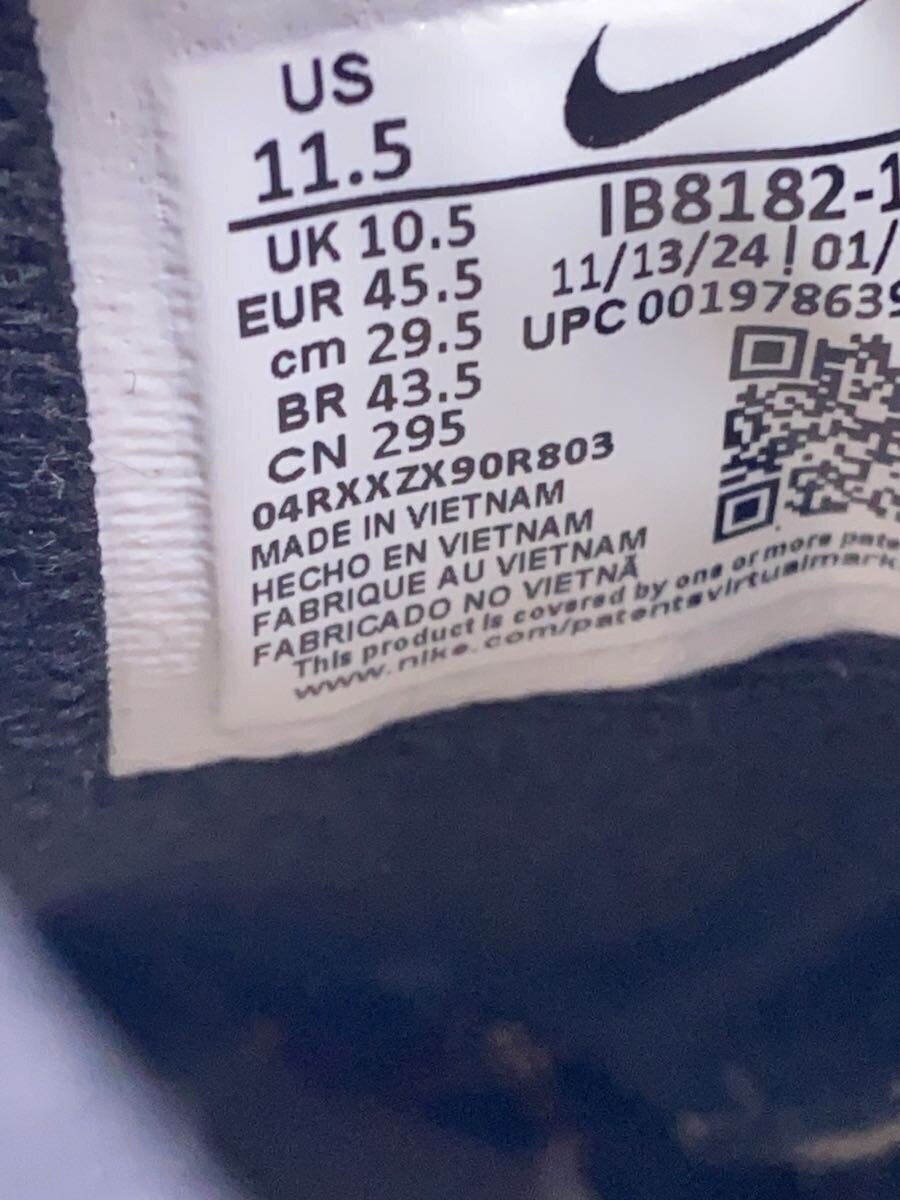 US
11.5
UK 10.5
EUR 45.5
cm 29.5
BR 43.5
CN 295
IB8182-1
11/13/24 | 01/
UPC 00197863
04RXXZX90R803
MADE IN VIETNAM
HECHO EN VIETNAM
FABRIQUE AU VIETNAM
FABRICADO NO VIETNÃ
This product is covered by one or more pate
www.nike.com/patentsvirtualmark